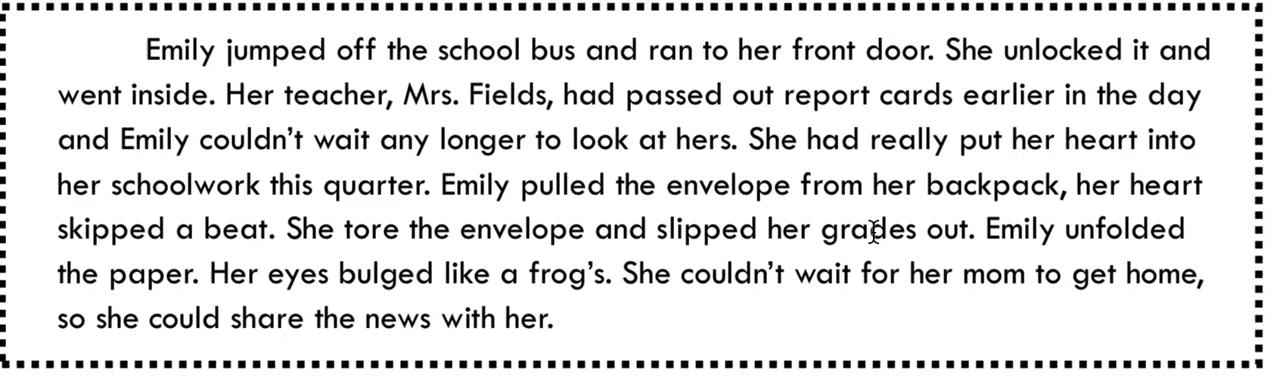 Emily jumped off the school bus and ran to her front door. She unlocked it and
went inside. Her teacher, Mrs. Fields, had passed out report cards earlier in the day
and Emily couldn’t wait any longer to look at hers. She had really put her heart into
her schoolwork this quarter. Emily pulled the envelope from her backpack, her heart
skipped a beat. She tore the envelope and slipped her grades out. Emily unfolded
the paper. Her eyes bulged like a frog’s. She couldn’t wait for her mom to get home,
so she could share the news with her.